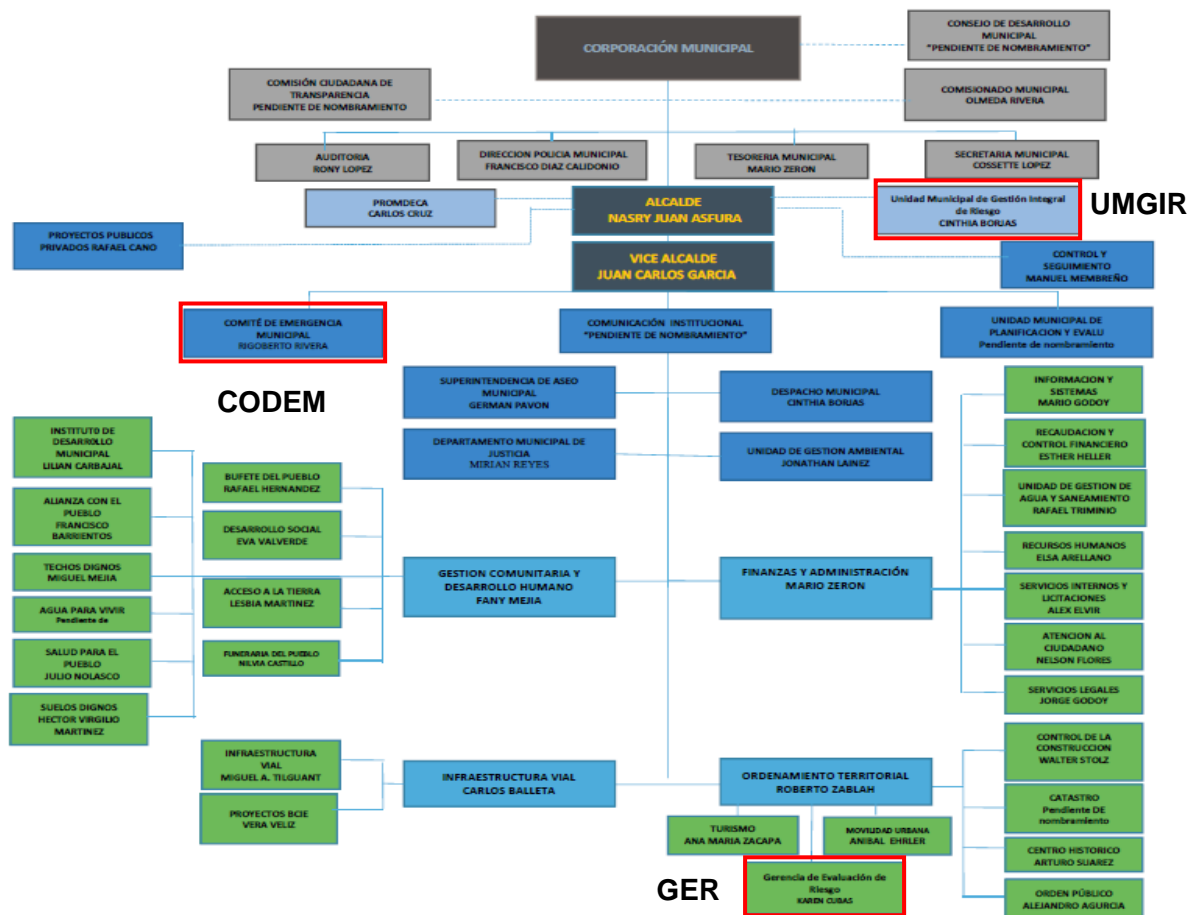 CORPORACIÓN MUNICIPAL
CONSEJO DE DESARROLLO
MUNICIPAL
"PENDIENTE DE NOMBRAMIENTO"
COMISIÓN CIUDADANA DE
TRANSPARENCIA
PENDIENTE DE NOMBRAMIENTO
COMISIONADO MUNICIPAL
OLMEDA RIVERA
AUDITORIA
RONY LOPEZ
DIRECCION POLICIA MUNICIPAL
FRANCISCO DIAZ CALIDONIO
TESORERIA MUNICIPAL
MARIO ZERON
SECRETARIA MUNICIPAL
COSSETTE LOPEZ
PROMDECA
CARLOS CRUZ
ALCALDE
NASRY JUAN ASFURA
Unidad Municipal de Gestión Integral
de Riesgo
CINTHIA BORJAS
UMGIR
PROYECTOS PUBLICOS
PRIVADOS RAFAEL CANO
VICE ALCALDE
JUAN CARLOS GARCIA
CONTROL Y
SEGUIMIENTO
MANUEL MEMBREÑO
COMITÉ DE EMERGENCIA
MUNICIPAL
RIGOBERTO RIVERA
COMUNICACIÓN INSTITUCIONAL
"PENDIENTE DE NOMBRAMIENTO"
UNIDAD MUNICIPAL DE
PLANIFICACION Y EVALU
Pendiente de nombramiento
CODEM
SUPERINTENDENCIA DE ASEO
MUNICIPAL
GERMAN PAVON
DESPACHO MUNICIPAL
CINTHIA BORJAS
DEPARTAMENTO MUNICIPAL DE
JUSTICIA
MIRIAN REYES
UNIDAD DE GESTION AMBIENTAL
JONATHAN LAINEZ
INFORMACION Y
SISTEMAS
MARIO GODOY
RECAUDACION Y
CONTROL FINANCIERO
ESTHER HELLER
UNIDAD DE GESTION DE
AGUA Y SANEAMIENTO
RAFAEL TRIMINIO
RECURSOS HUMANOS
ELSA ARELLANO
SERVICIOS INTERNOS Y
LICITACIONES
ALEX ELVIR
ATENCION AL
CIUDADANO
NELSON FLORES
SERVICIOS LEGALES
JORGE GODOY
INSTITUTO DE
DESARROLLO
MUNICIPAL
LILIAN CARBAJAL
ALIANZA CON EL
PUEBLO
FRANCISCO
BARRIENTOS
TECHOS DIGNOS
MIGUEL MEJIA
AGUA PARA VIVIR
Pendiente de
SALUD PARA EL
PUEBLO
JULIO NOLASCO
SUELOS DIGNOS
HECTOR VIRGILIO
MARTINEZ
BUFETE DEL PUEBLO
RAFAEL HERNANDEZ
DESARROLLO SOCIAL
EVA VALVERDE
ACCESO A LA TIERRA
LESBIA MARTINEZ
FUNERARIA DEL PUEBLO
NILVIA CASTILLO
GESTION COMUNITARIA Y
DESARROLLO HUMANO
FANY MEJIA
FINANZAS Y ADMINISTRACIÓN
MARIO ZERON
INFRAESTRUCTURA
VIAL
MIGUEL A. TILGUANT
PROYECTOS BCIE
VERA VELIZ
INFRAESTRUCTURA VIAL
CARLOS BALLETA
ORDENAMIENTO TERRITORIAL
ROBERTO ZABLAH
CONTROL DE LA
CONSTRUCCION
WALTER STOLZ
CATASTRO
Pendiente DE
nombramiento
CENTRO HISTORICO
ARTURO SUAREZ
ORDEN PÚBLICO
ALEJANDRO AGURCIA
TURISMO
ANA MARIA ZACAPA
MOVILIDAD URBANA
ANIBAL EHRLER
GER
Gerencia de Evaluación de
Riesgo
KAREN CUBAS